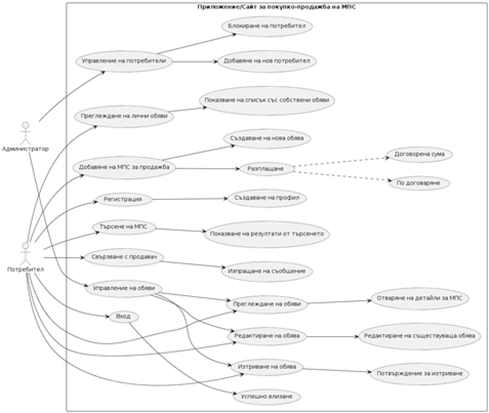 Приложение/Сайт за покупко-продажба на МПС
Блокиране на потребител
Управление на потребители
Добавяне на нов потребител
Преглеждане на лични обяви
Показване на списък със собствени обяви
Администратор
Създаване на нова обява
Добавяне на МПС за продажба
Разплащане
Договорена сума
По договаряне
Регистрация
Създаване на профил
Търсене на МПС
Показване на резултати от търсенето
Свързване с продавач
Изпращане на съобщение
Потребител
Управление на обяви
Преглеждане на обяви
Отваряне на детайли за МПС
Вход
Редактиране на обява
Редактиране на съществуваща обява
Изтриване на обява
Потвърждение за изтриване
Успешно влизане